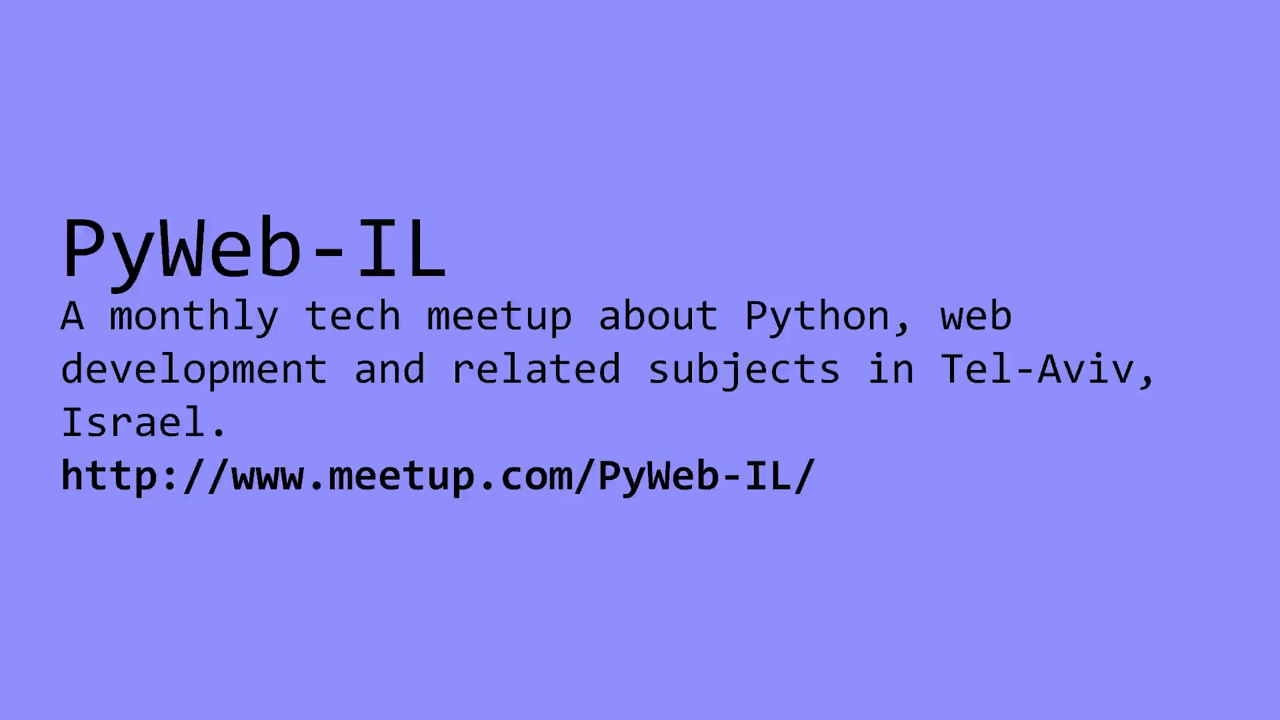 PyWeb-IL
A monthly tech meetup about Python, web
development and related subjects in Tel-Aviv,
Israel.
http://www.meetup.com/PyWeb-IL/